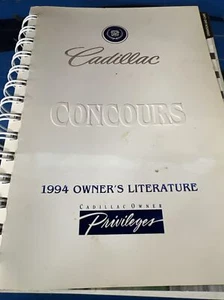 Cadillac
CONCOURS
1994 OWNER'S LITERATURE
CADILLAC OWNER
Privileges